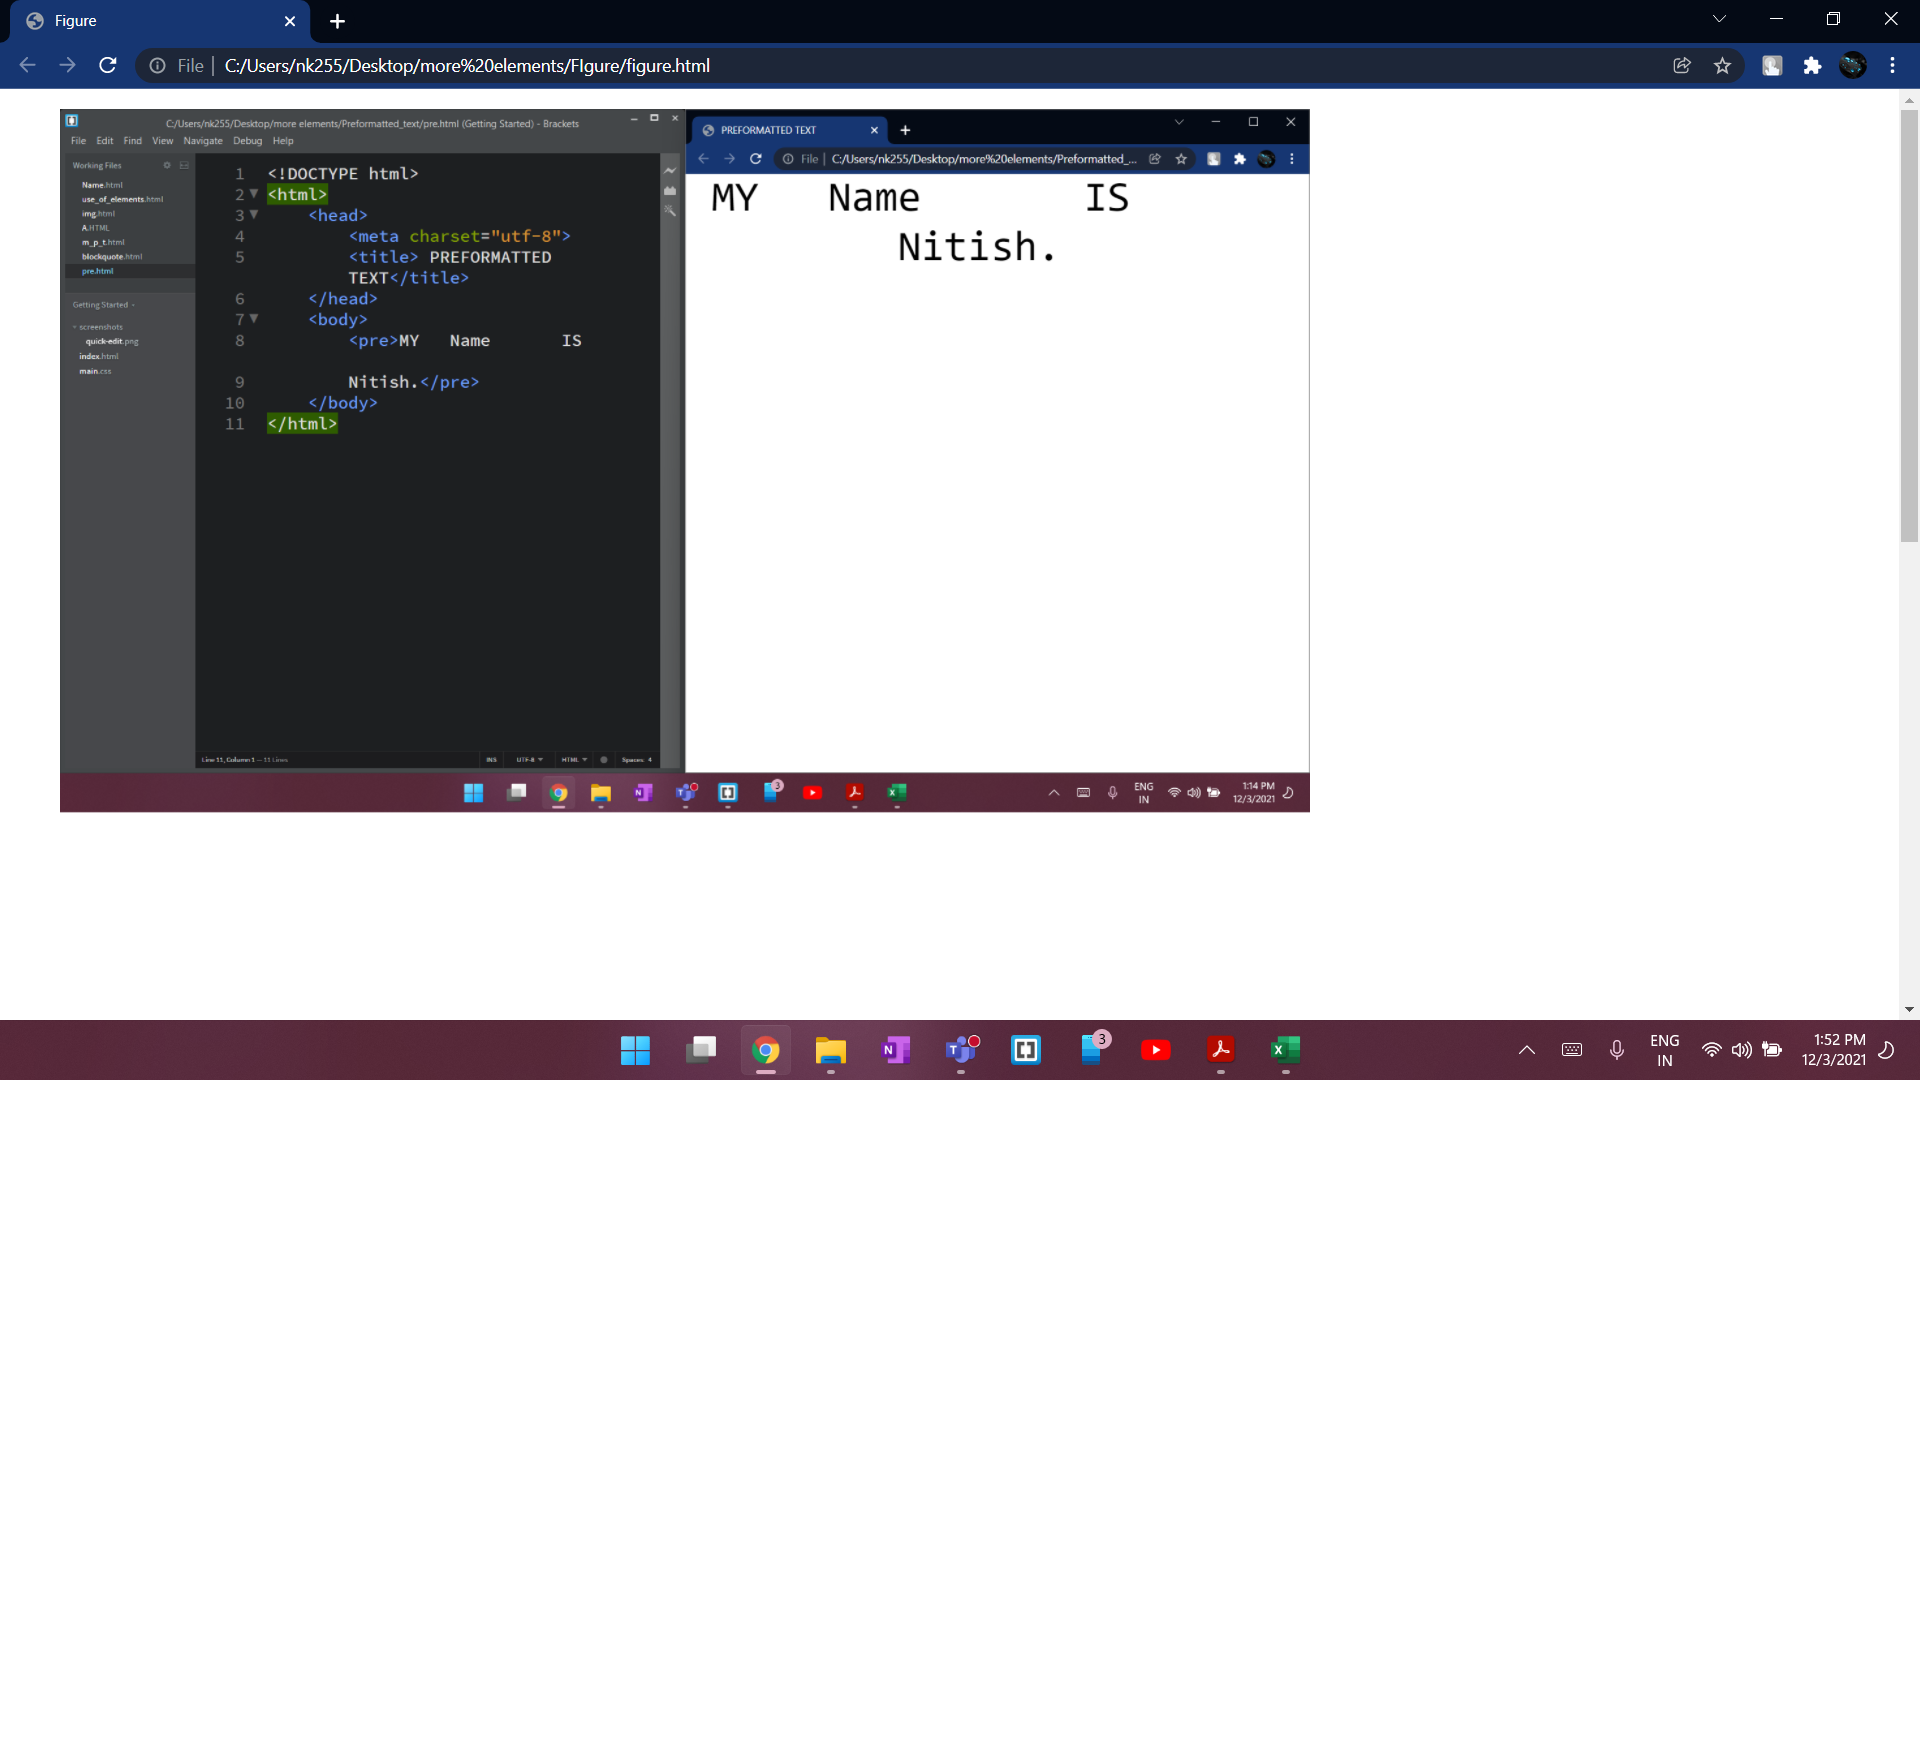 Figure
File | C:/Users/nk255/Desktop/more%20elements/FIgure/figure.html
C:/Users/nk255/Desktop/more elements/Preformatted_text/pre.html (Getting Started) - Brackets
File Edit Find View Navigate Debug Help
Working Files
Name.html
use_of_elements.html
img.html
A.HTML
m_p_t.html
blockquote.html
pre.html
Getting Started
screenshots
quick-edit.png
index.html
main.css
1 <!DOCTYPE html>
2 <html>
3 <head>
4 <meta charset="utf-8">
5 <title> PREFORMATTED
TEXT</title>
6 </head>
7 <body>
8 <pre>MY Name IS
9 Nitish.</pre>
10 </body>
11 </html>
Line 11, Column 1 — 11 Lines
INS UTF-8 HTML Spaces: 4
PREFORMATTED TEXT
File | C:/Users/nk255/Desktop/more%20elements/Preformatted_...
MY Name IS
Nitish.
3
ENG
IN
1:14 PM
12/3/2021
3
ENG
IN
1:52 PM
12/3/2021